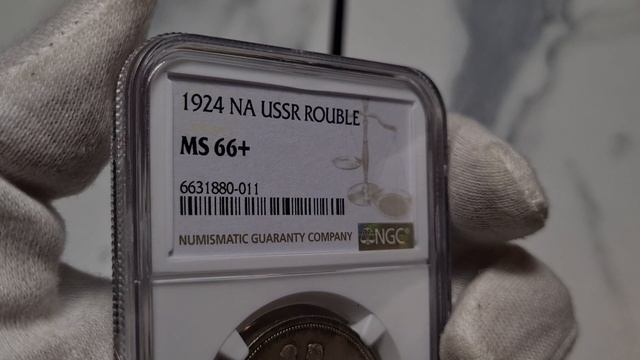 1924 NA USSR ROUBLE
MS 66+
6631880-011
NUMISMATIC GUARANTY COMPANY NGC